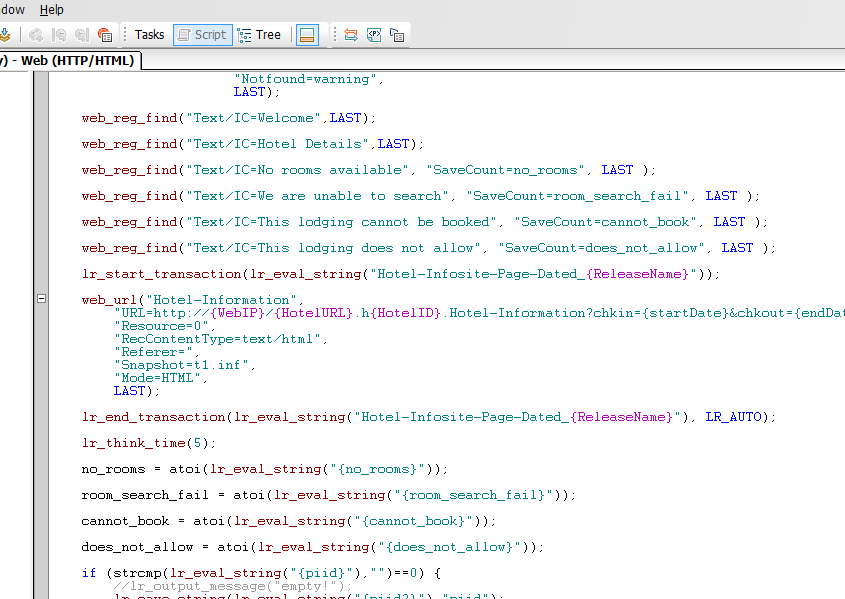 dow Help
Tasks Script Tree
y) - Web (HTTP/HTML)
"Notfound=warning",
LAST);
web_reg_find("Text/IC=Welcome",LAST);
web_reg_find("Text/IC=Hotel Details",LAST);
web_reg_find("Text/IC=No rooms available", "SaveCount=no_rooms", LAST );
web_reg_find("Text/IC=We are unable to search", "SaveCount=room_search_fail", LAST );
web_reg_find("Text/IC=This lodging cannot be booked", "SaveCount=cannot_book", LAST );
web_reg_find("Text/IC=This lodging does not allow", "SaveCount=does_not_allow", LAST );
lr_start_transaction(lr_eval_string("Hotel-Infosite-Page-Dated_{ReleaseName}"));
web_url("Hotel-Information",
"URL=http://{WebIP}/{HotelURL}.h{HotelID}.Hotel-Information?chkin={startDate}&chkout={endDat
"Resource=0",
"RecContentType=text/html",
"Referer=",
"Snapshot=t1.inf",
"Mode=HTML",
LAST);
lr_end_transaction(lr_eval_string("Hotel-Infosite-Page-Dated_{ReleaseName}"), LR_AUTO);
lr_think_time(5);
no_rooms = atoi(lr_eval_string("{no_rooms}"));
room_search_fail = atoi(lr_eval_string("{room_search_fail}"));
cannot_book = atoi(lr_eval_string("{cannot_book}"));
does_not_allow = atoi(lr_eval_string("{does_not_allow}"));
if (strcmp(lr_eval_string("{piid}"),"")==0) {
//lr_output_message("empty!");
lr_save_string(lr_eval_string("{piid2}"),"piid");